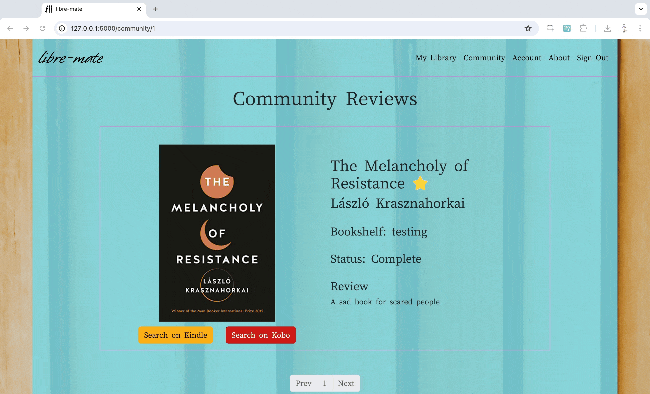 libre-mate
127.0.0.1:5000/community/1
libre-mate
My Library Community Account About Sign Out
Community Reviews
THE
MELANCHOLY
OF
RESISTANCE
LÁSZLÓ
KRASZNAHORKAI
The Melancholy of
Resistance
László Krasznahorkai
Bookshelf: testing
Status: Complete
Review
A sad book for scared people
Search on Kindle
Search on Kobo
Prev 1 Next